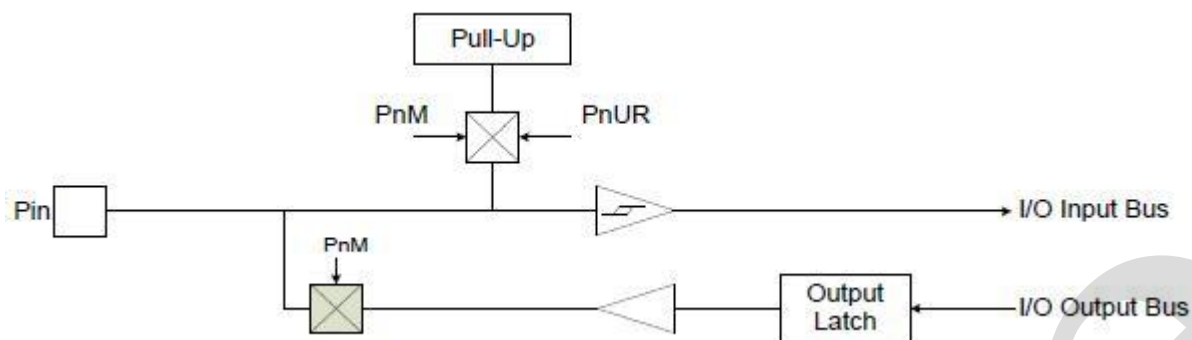 Pull-Up
PnM
PnUR
Pin
I/O Input Bus
PnM
Output
Latch
I/O Output Bus